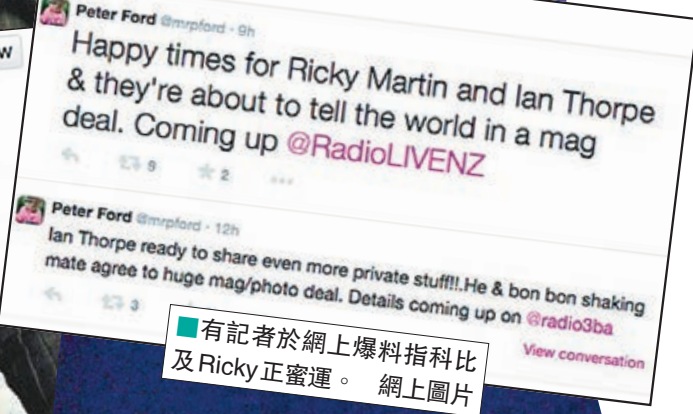 W
Peter Ford @mrpford · 9h
Happy times for Ricky Martin and Ian Thorpe
& they're about to tell the world in a mag
deal. Coming up @RadioLIVENZ
9 2
Peter Ford @mrpford · 12h
Ian Thorpe ready to share even more private stuff!!.He & bon bon shaking
mate agree to huge mag/photo deal. Details coming up on @radio3ba
3
View conversation
■有記者於網上爆料指科比
及Ricky正蜜運。 網上圖片